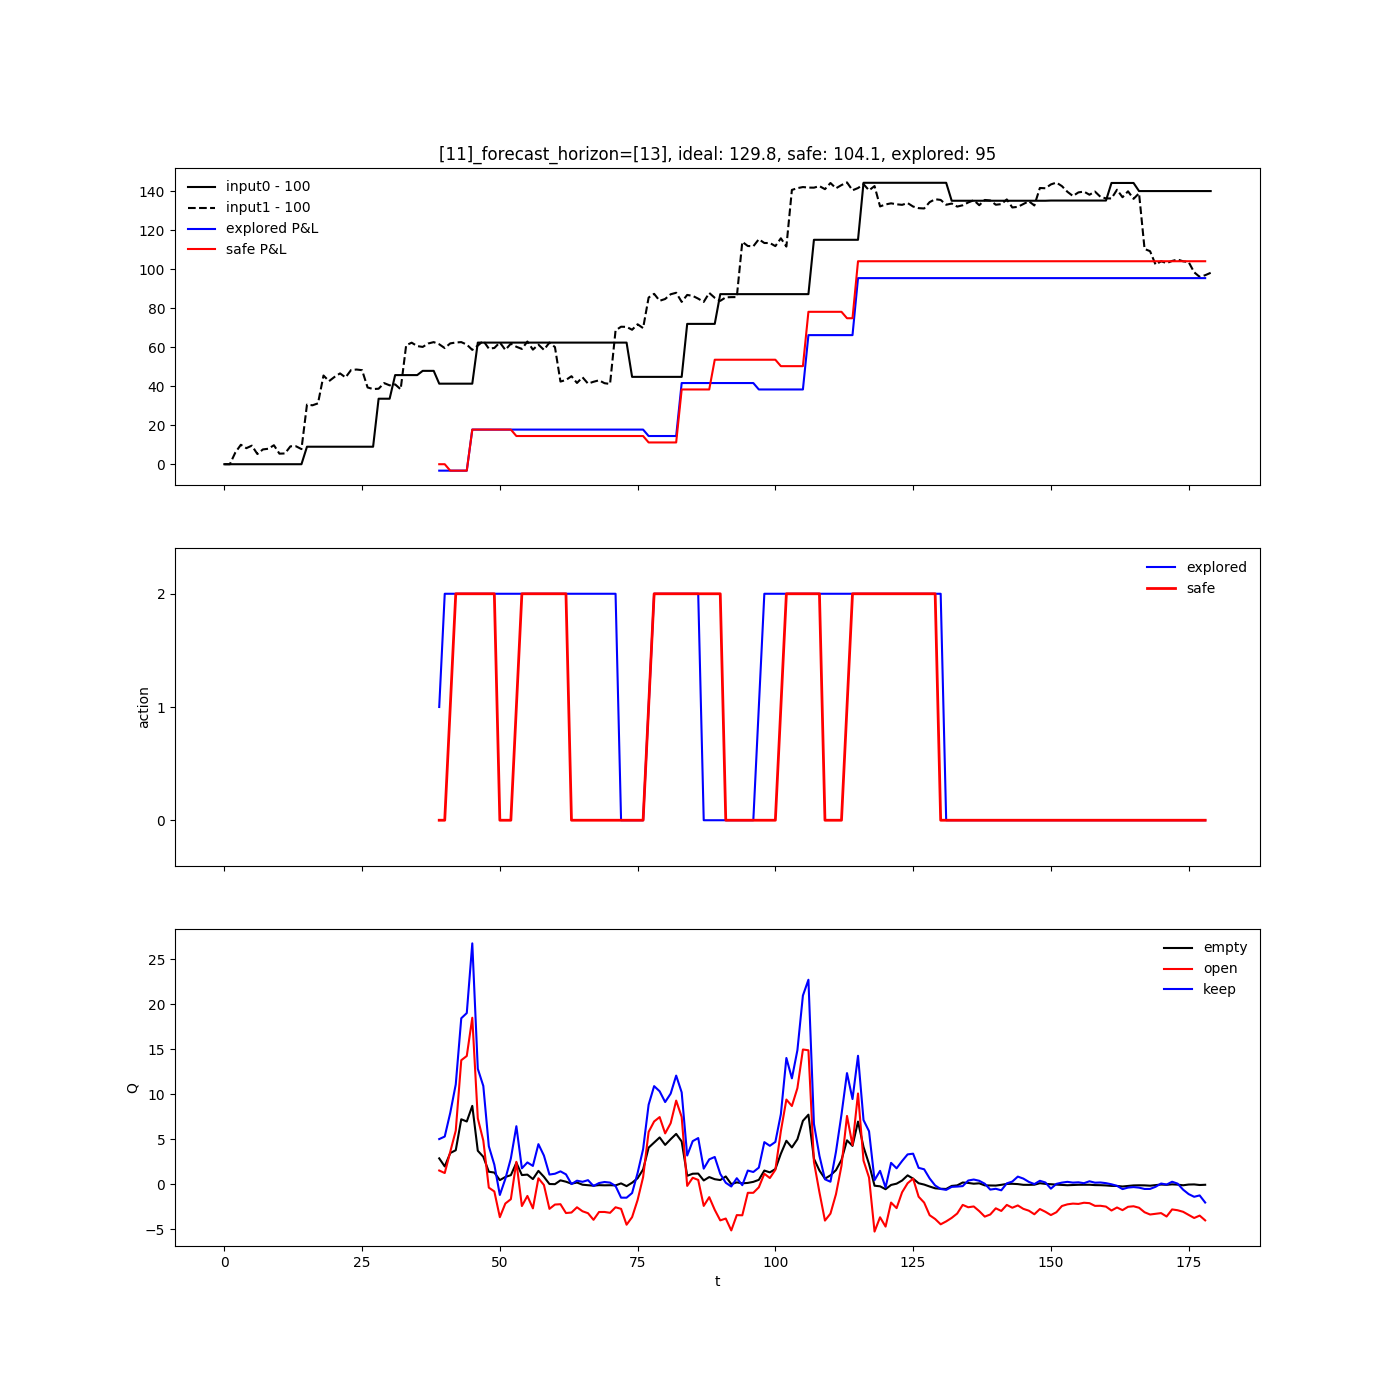 [11]_forecast_horizon=[13], ideal: 129.8, safe: 104.1, explored: 95
input0 - 100
input1 - 100
explored P&L
safe P&L
140
120
100
80
60
40
20
0
explored
safe
2
1
0
action
empty
open
keep
25
20
15
10
5
0
−5
Q
0 25 50 75 100 125 150 175
t